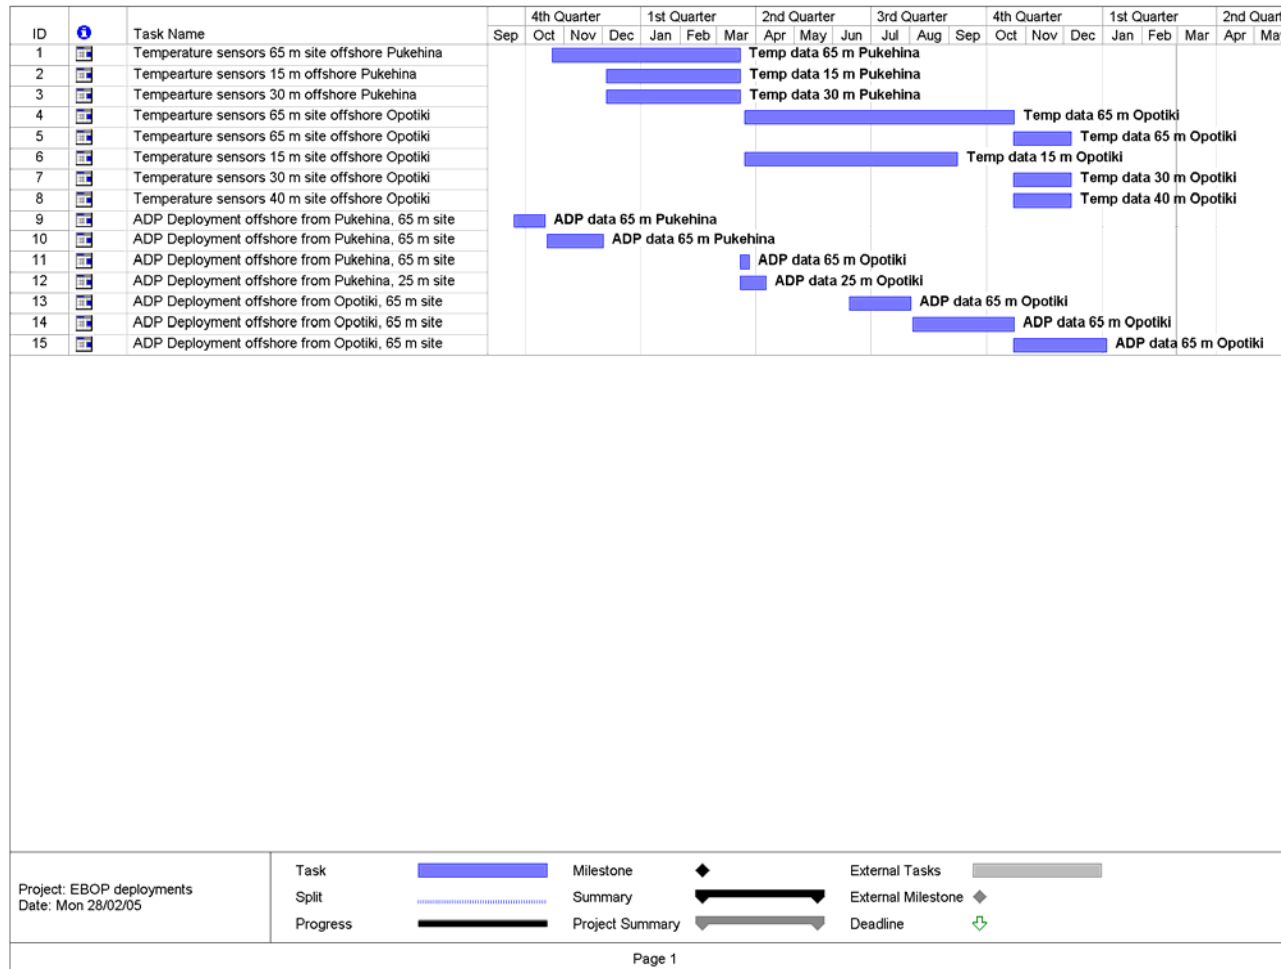 4th Quarter 1st Quarter 2nd Quarter 3rd Quarter 4th Quarter 1st Quarter 2nd Quart
ID Task Name Sep Oct Nov Dec Jan Feb Mar Apr May Jun Jul Aug Sep Oct Nov Dec Jan Feb Mar Apr May
1 Temperature sensors 65 m site offshore Pukehina Temp data 65 m Pukehina
2 Tempearture sensors 15 m offshore Pukehina Temp data 15 m Pukehina
3 Tempearture sensors 30 m offshore Pukehina Temp data 30 m Pukehina
4 Tempearture sensors 65 m site offshore Opotiki Temp data 65 m Opotiki
5 Tempearture sensors 65 m site offshore Opotiki Temp data 65 m Opotiki
6 Temperature sensors 15 m site offshore Opotiki Temp data 15 m Opotiki
7 Temperature sensors 30 m site offshore Opotiki Temp data 30 m Opotiki
8 Temperature sensors 40 m site offshore Opotiki Temp data 40 m Opotiki
9 ADP Deployment offshore from Pukehina, 65 m site ADP data 65 m Pukehina
10 ADP Deployment offshore from Pukehina, 65 m site ADP data 65 m Pukehina
11 ADP Deployment offshore from Pukehina, 65 m site ADP data 65 m Opotiki
12 ADP Deployment offshore from Pukehina, 25 m site ADP data 25 m Opotiki
13 ADP Deployment offshore from Opotiki, 65 m site ADP data 65 m Opotiki
14 ADP Deployment offshore from Opotiki, 65 m site ADP data 65 m Opotiki
15 ADP Deployment offshore from Opotiki, 65 m site ADP data 65 m Opotiki
Project: EBOP deployments
Date: Mon 28/02/05
Task Milestone External Tasks
Split Summary External Milestone
Progress Project Summary Deadline
Page 1